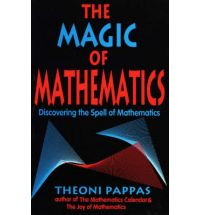 THE
MAGIC
OF
MATHEMATICS
Discovering the Spell of Mathematics
THEONI PAPPAS
author of The Mathematics Calendar &
The Joy of Mathematics